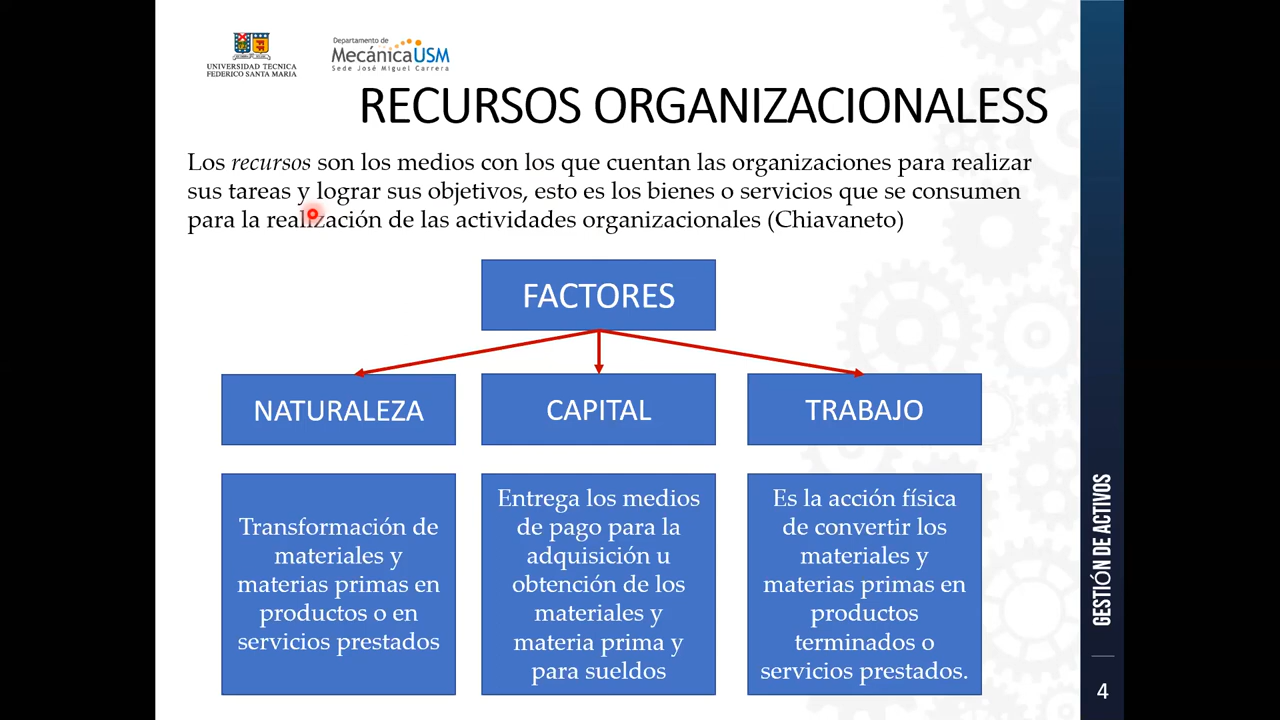 UNIVERSIDAD TECNICA
FEDERICO SANTA MARIA
Departamento de
MecánicaUSM
Sede José Miguel Carrera
RECURSOS ORGANIZACIONALESS
Los recursos son los medios con los que cuentan las organizaciones para realizar
sus tareas y lograr sus objetivos, esto es los bienes o servicios que se consumen
para la realización de las actividades organizacionales (Chiavaneto)
FACTORES
NATURALEZA
CAPITAL
TRABAJO
Transformación de
materiales y
materias primas en
productos o en
servicios prestados
Entrega los medios
de pago para la
adquisición u
obtención de los
materiales y
materia prima y
para sueldos
Es la acción física
de convertir los
materiales y
materias primas en
productos
terminados o
servicios prestados.
GESTIÓN DE ACTIVOS
4